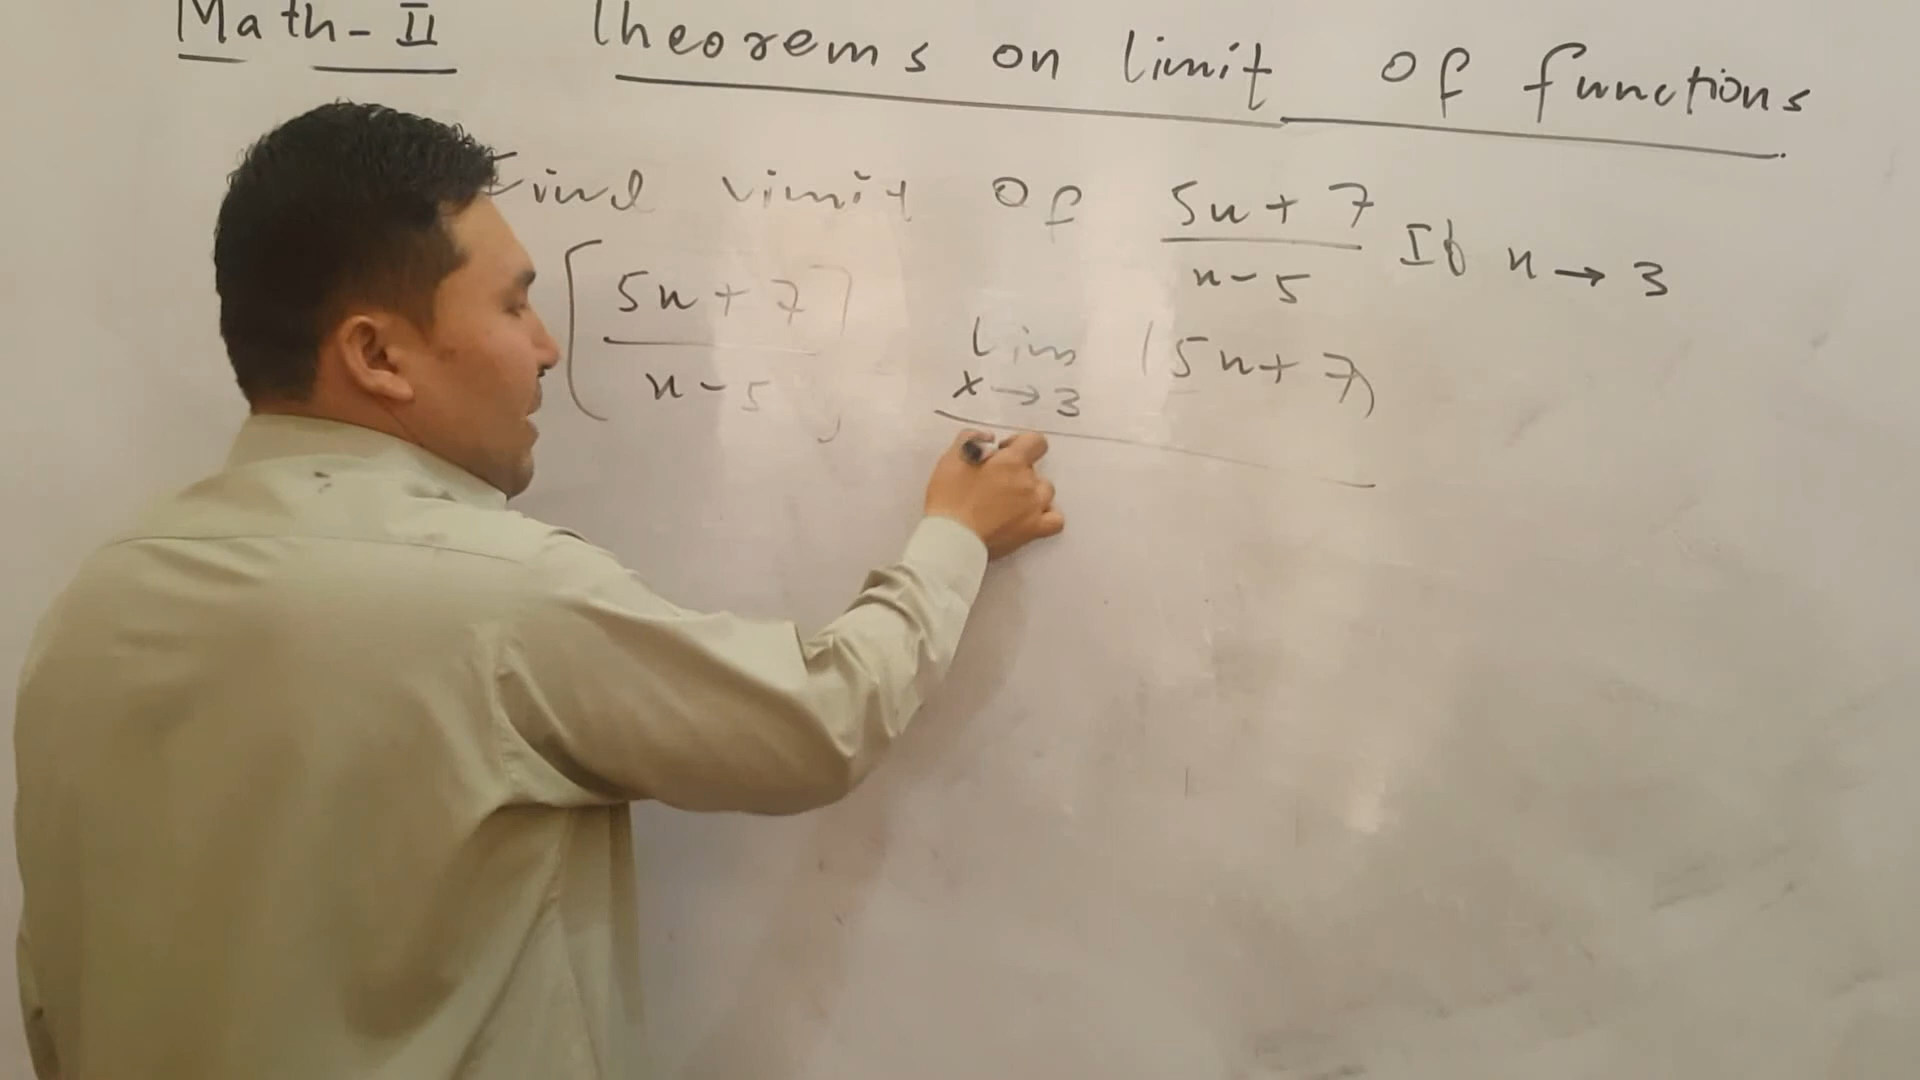 Math-II Theorems on limit of functions
Find limit of (5x+7)/(x-5) If x → 3
[(5x+7)/(x-5)] lim x→3 (5x+7)